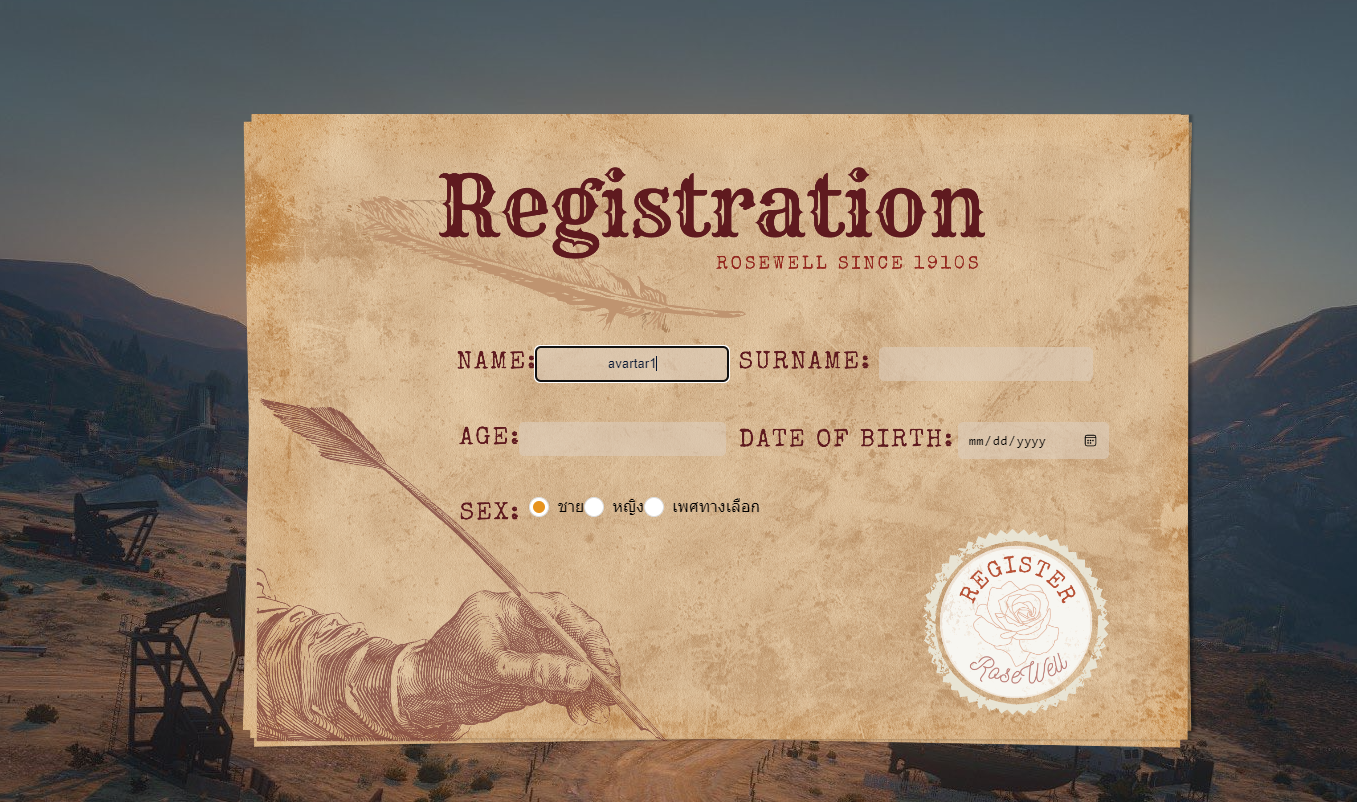 Registration
ROSEWELL SINCE 1910S
NAME: avartar1 SURNAME:
AGE: DATE OF BIRTH: mm/dd/yyyy
SEX: ชาย หญิง เพศทางเลือก
REGISTER
RoseWell